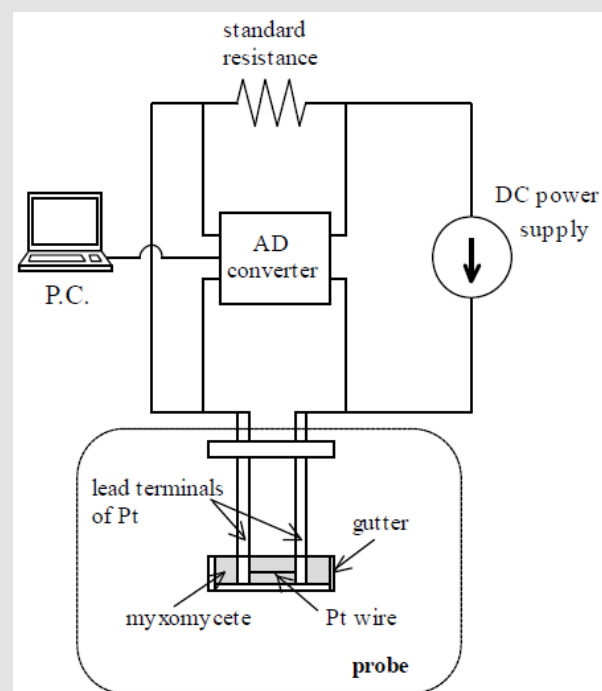 standard
resistance
DC power
supply
AD
converter
P.C.
lead terminals
of Pt
gutter
myxomycete
Pt wire
probe